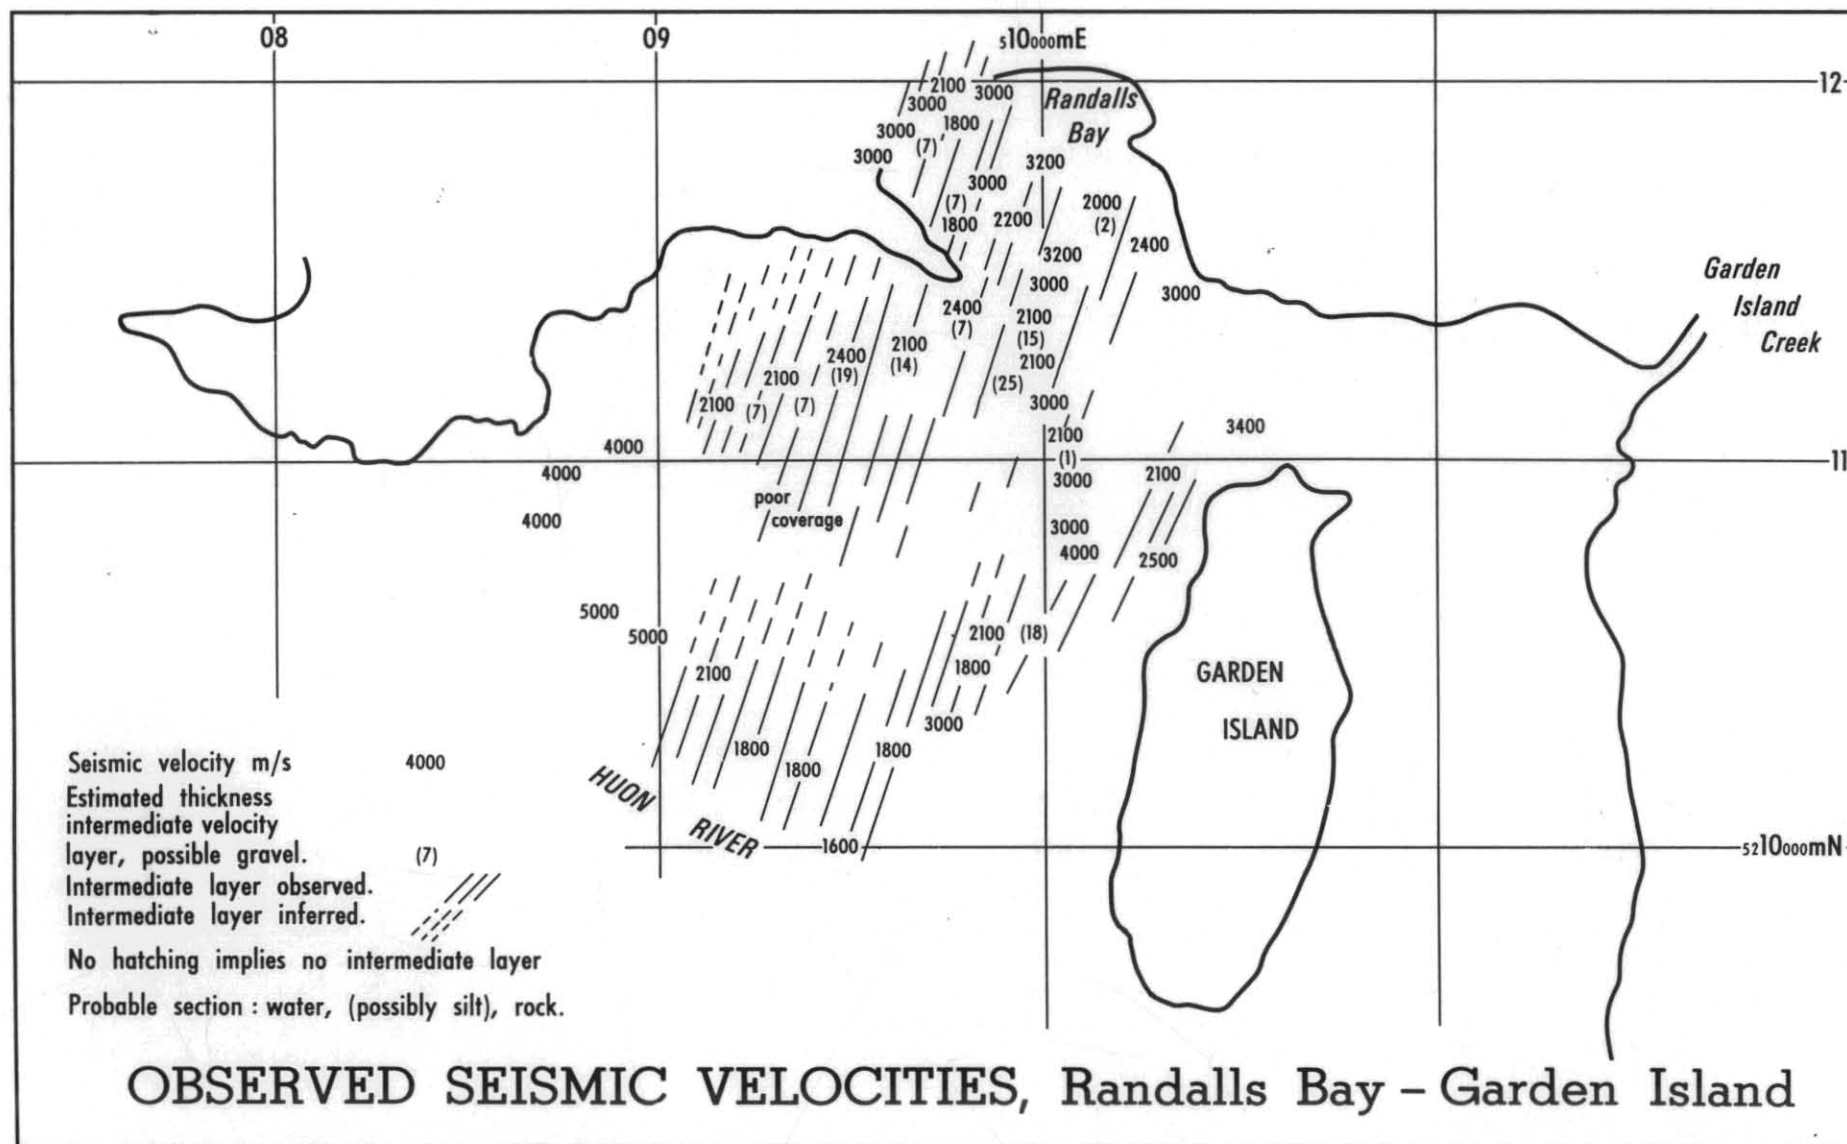 08
09
510000mE
2100
3000
12
3000
Randalls
3000
1800
Bay
(7)
3000
3200
3000
(7)
2000
1800
2200
(2)
2400
3200
3000
3000
Garden
Island
Creek
2400
(7)
2100
(15)
2100
(14)
2400
(19)
2100
(25)
2100
3000
2100
(7)
(7)
2100
(1)
3400
4000
11
4000
3000
2100
poor
coverage
4000
3000
4000
2500
5000
5000
2100
(18)
2100
1800
GARDEN
ISLAND
3000
1800
1800
1800
HUON
RIVER
1600
5210000mN
Seismic velocity m/s 4000
Estimated thickness
intermediate velocity
layer, possible gravel. (7)
Intermediate layer observed.
Intermediate layer inferred.
No hatching implies no intermediate layer
Probable section : water, (possibly silt), rock.
OBSERVED SEISMIC VELOCITIES, Randalls Bay – Garden Island